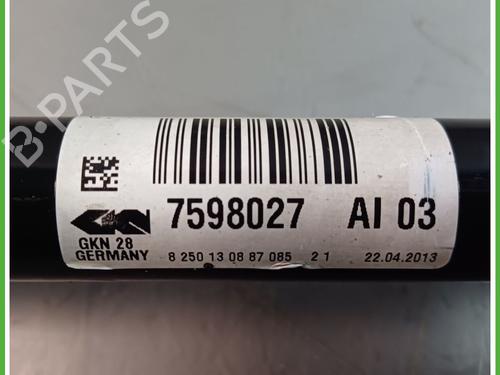 B-PARTS
7598027 AI 03
GKN 28
GERMANY
8 250 13 08 87 085 2 1 22.04.2013